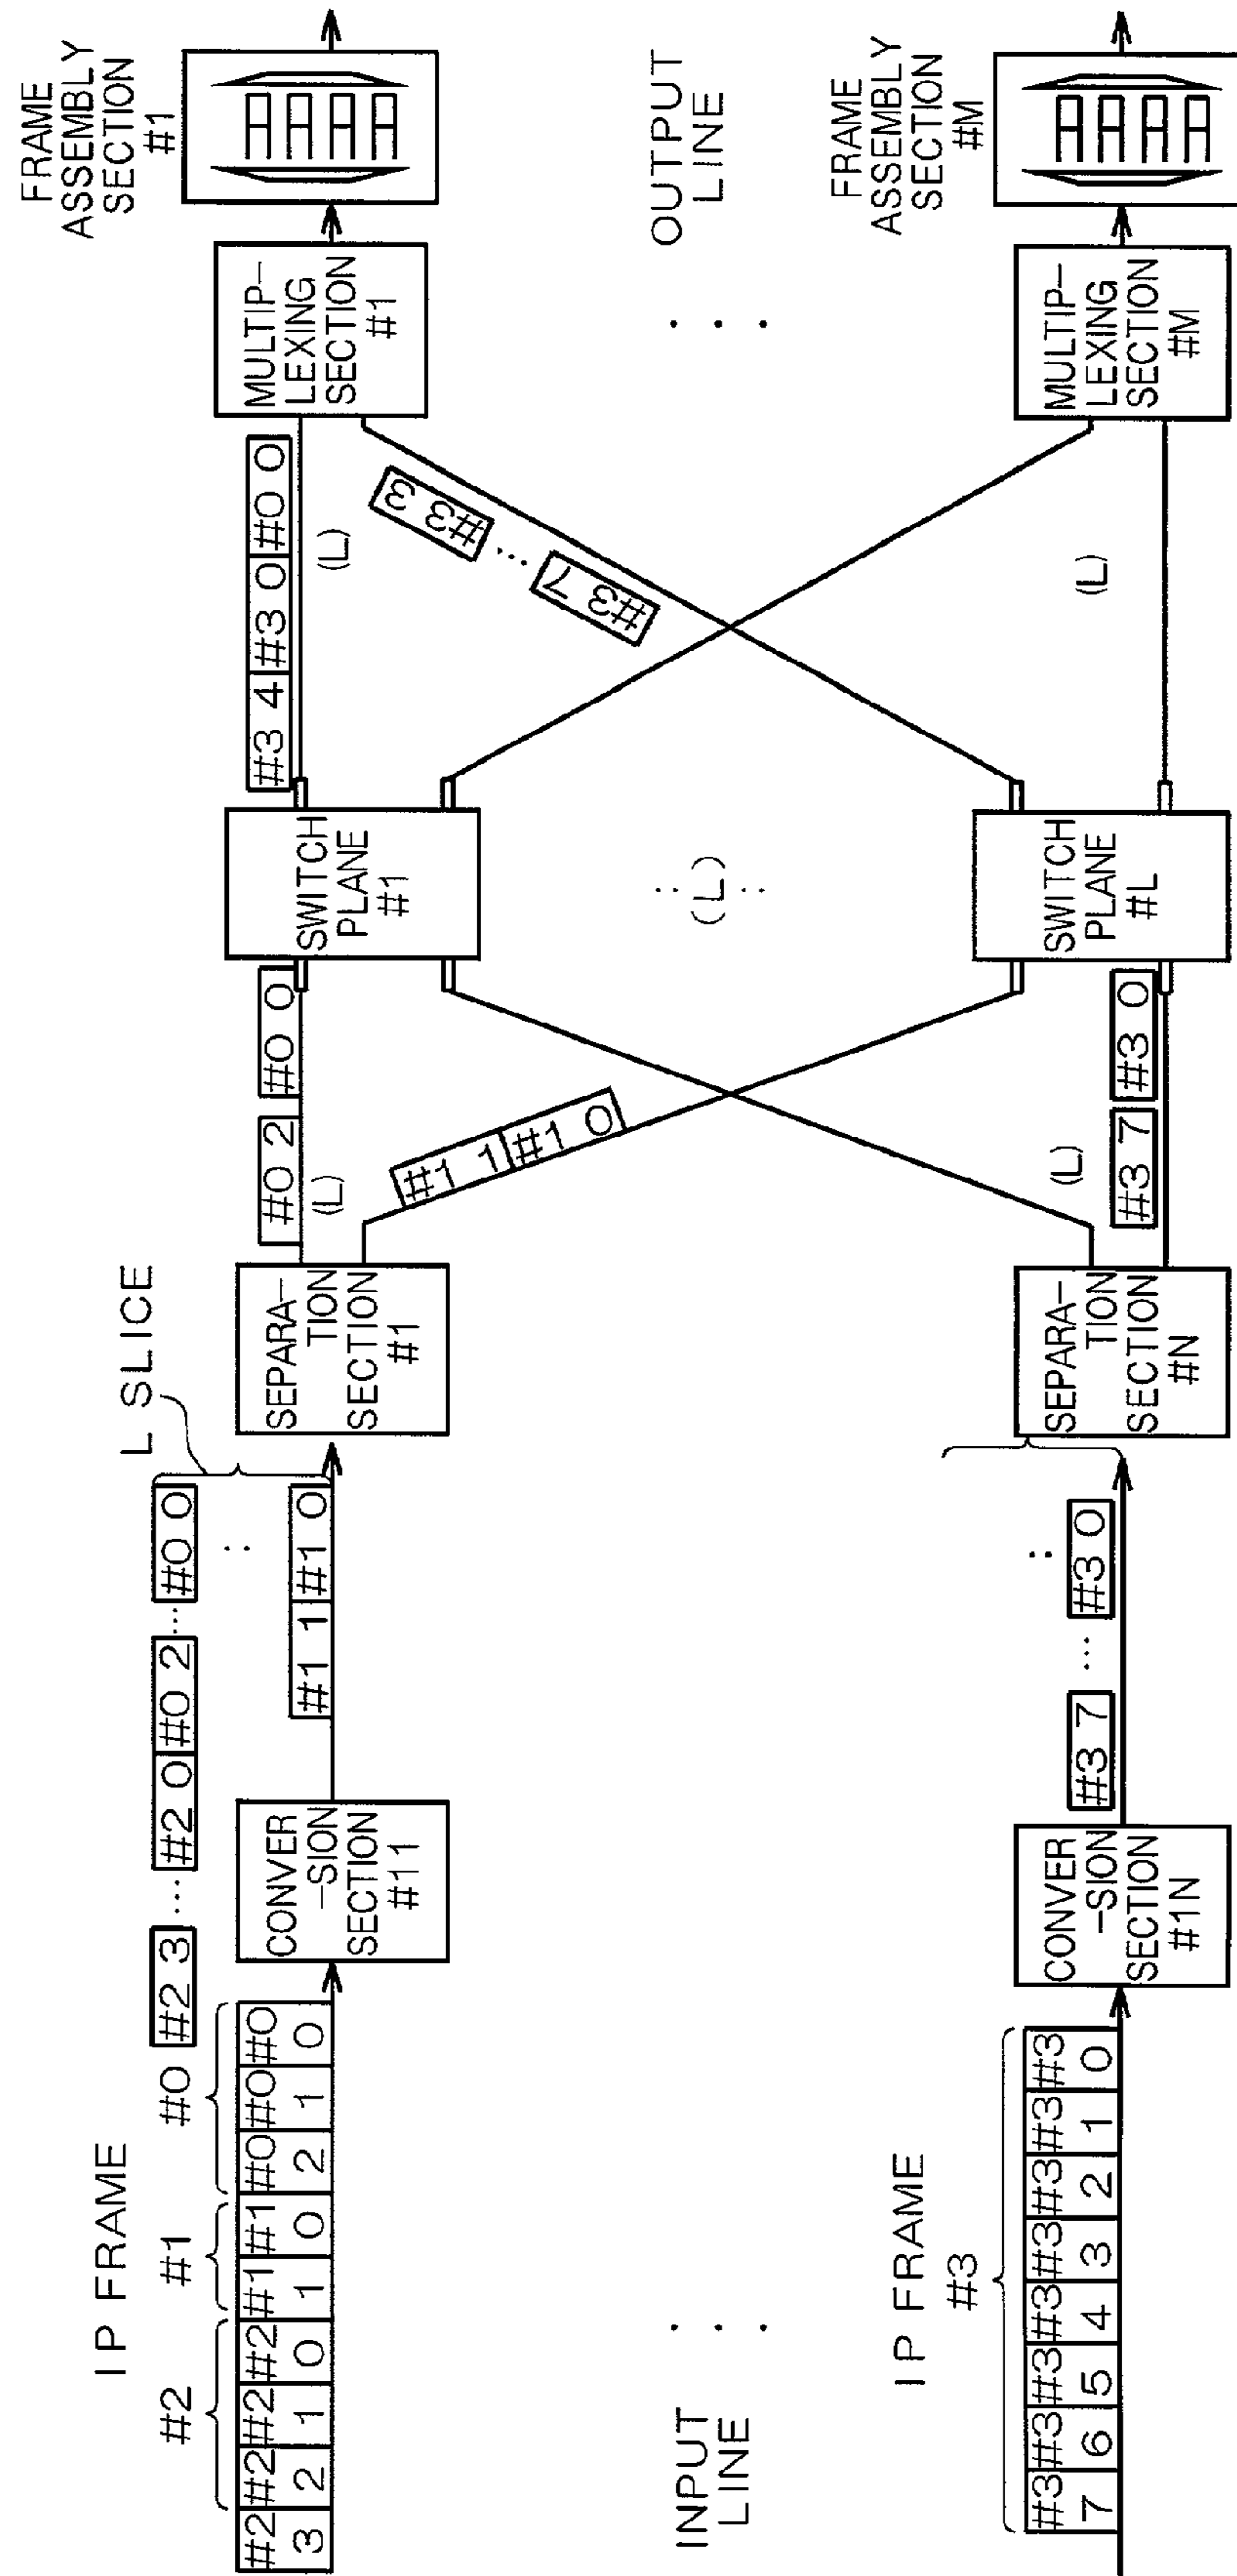 IP FRAME
#2 #1 #0
#2 #2 #2 #2 #1 #1 #0 #0 #0
3 2 1 0 1 0 2 1 0
CONVER
-SION
SECTION
#11
#2 3 ... #2 0 #0 2 ... #0 0
#1 1 #1 0
L SLICE
SEPARA-
TION
SECTION
#1
#0 2 #0 0
(L)
#1 1 #1 0
SWITCH
PLANE
#1
#3 4 #3 0 #0 0
(L)
#3 7 ... #3 3
MULTIP-
LEXING
SECTION
#1
FRAME
ASSEMBLY
SECTION
#1
INPUT
LINE
. . .
(L)
. . .
OUTPUT
LINE
IP FRAME
#3
#3 #3 #3 #3 #3 #3 #3 #3
7 6 5 4 3 2 1 0
CONVER
-SION
SECTION
#1N
#3 7 ... #3 0
SEPARA-
TION
SECTION
#N
(L)
#3 7 #3 0
SWITCH
PLANE
#L
(L)
MULTIP-
LEXING
SECTION
#M
FRAME
ASSEMBLY
SECTION
#M